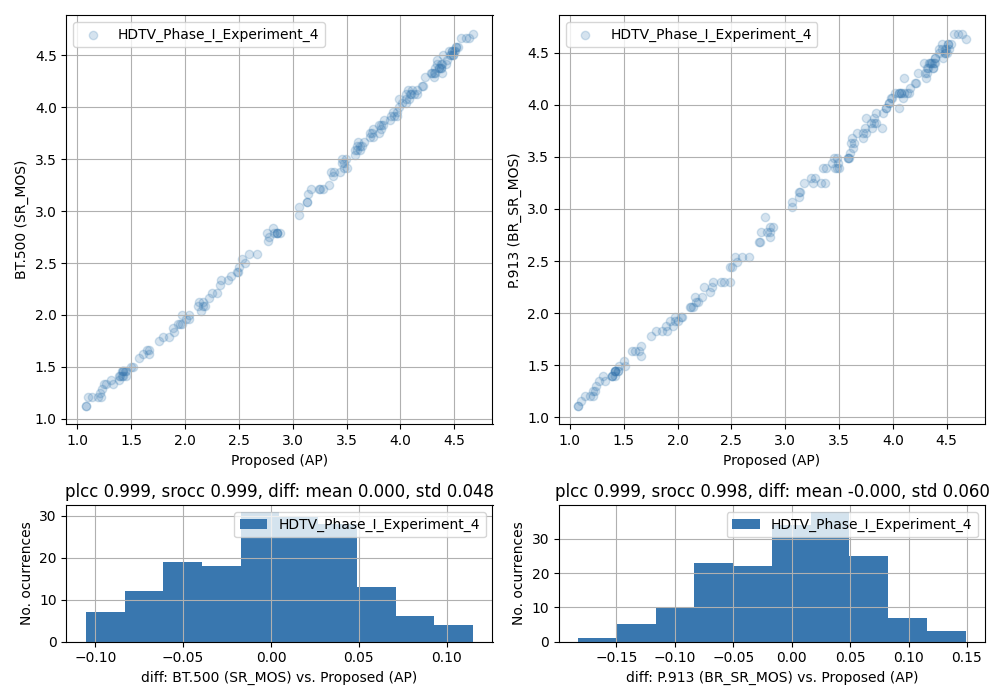 HDTV_Phase_I_Experiment_4
4.5
4.0
3.5
3.0
2.5
2.0
1.5
1.0
BT.500 (SR_MOS)
1.0 1.5 2.0 2.5 3.0 3.5 4.0 4.5
Proposed (AP)
HDTV_Phase_I_Experiment_4
4.5
4.0
3.5
3.0
2.5
2.0
1.5
1.0
P.913 (BR_SR_MOS)
1.0 1.5 2.0 2.5 3.0 3.5 4.0 4.5
Proposed (AP)
plcc 0.999, srocc 0.999, diff: mean 0.000, std 0.048
HDTV_Phase_I_Experiment_4
30
20
10
0
No. ocurrences
−0.10 −0.05 0.00 0.05 0.10
diff: BT.500 (SR_MOS) vs. Proposed (AP)
plcc 0.999, srocc 0.998, diff: mean -0.000, std 0.060
HDTV_Phase_I_Experiment_4
30
20
10
0
No. ocurrences
−0.15 −0.10 −0.05 0.00 0.05 0.10 0.15
diff: P.913 (BR_SR_MOS) vs. Proposed (AP)